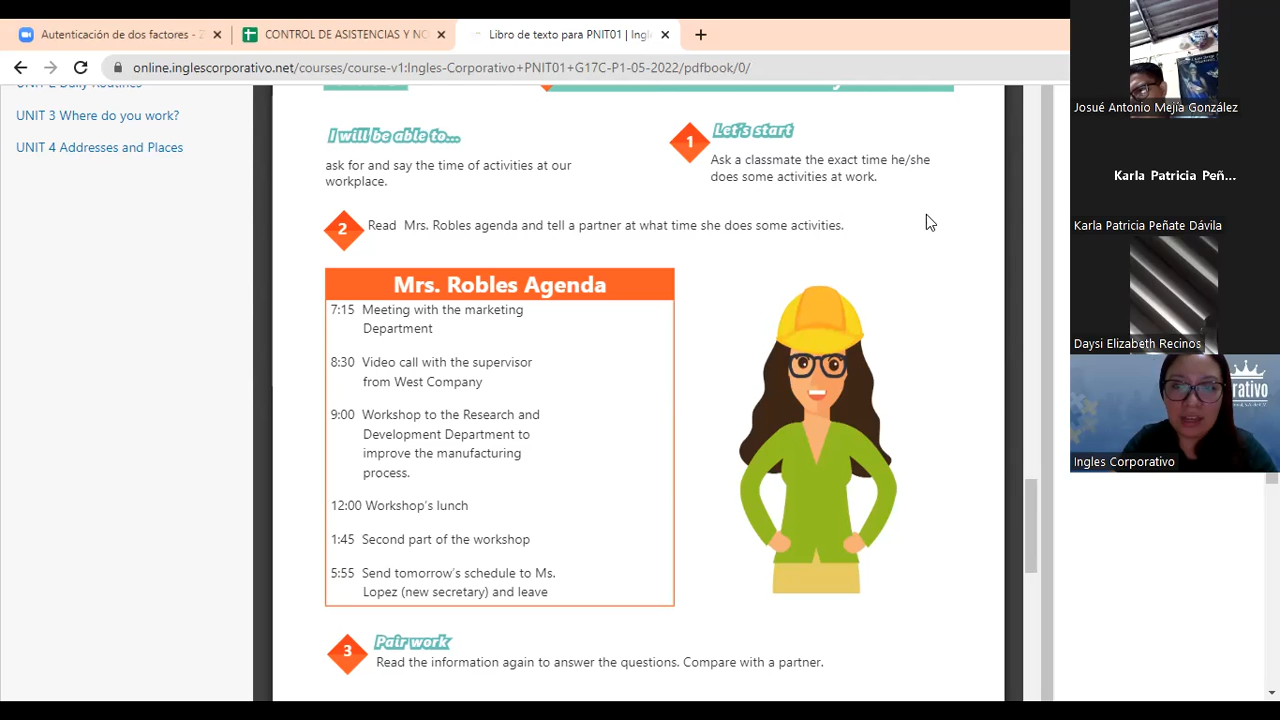 Autenticación de dos factores - 2
CONTROL DE ASISTENCIAS Y NO
Libro de texto para PNIT01 | Ingl
online.inglescorporativo.net/courses/course-v1:Ingles-Corporativo+PNIT01+G17C-P1-05-2022/pdfbook/0/
UNIT 2 Daily Routines
UNIT 3 Where do you work?
UNIT 4 Addresses and Places
I will be able to...
ask for and say the time of activities at our
workplace.
1
Let's start
Ask a classmate the exact time he/she
does some activities at work.
2
Read Mrs. Robles agenda and tell a partner at what time she does some activities.
Mrs. Robles Agenda
7:15 Meeting with the marketing
Department
8:30 Video call with the supervisor
from West Company
9:00 Workshop to the Research and
Development Department to
improve the manufacturing
process.
12:00 Workshop's lunch
1:45 Second part of the workshop
5:55 Send tomorrow's schedule to Ms.
Lopez (new secretary) and leave
3
Pair work
Read the information again to answer the questions. Compare with a partner.
Josué Antonio Mejía González
Karla Patricia Peñ...
Karla Patricia Peñate Dávila
Daysi Elizabeth Recinos
rativo
Ingles Corporativo